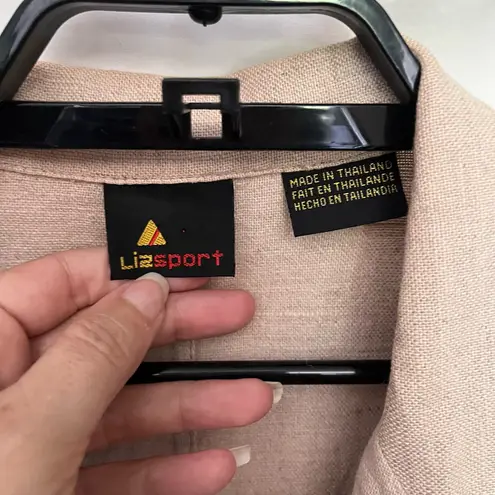 Lizsport
MADE IN THAILAND
FAIT EN THAILANDE
HECHO EN TAILANDIA